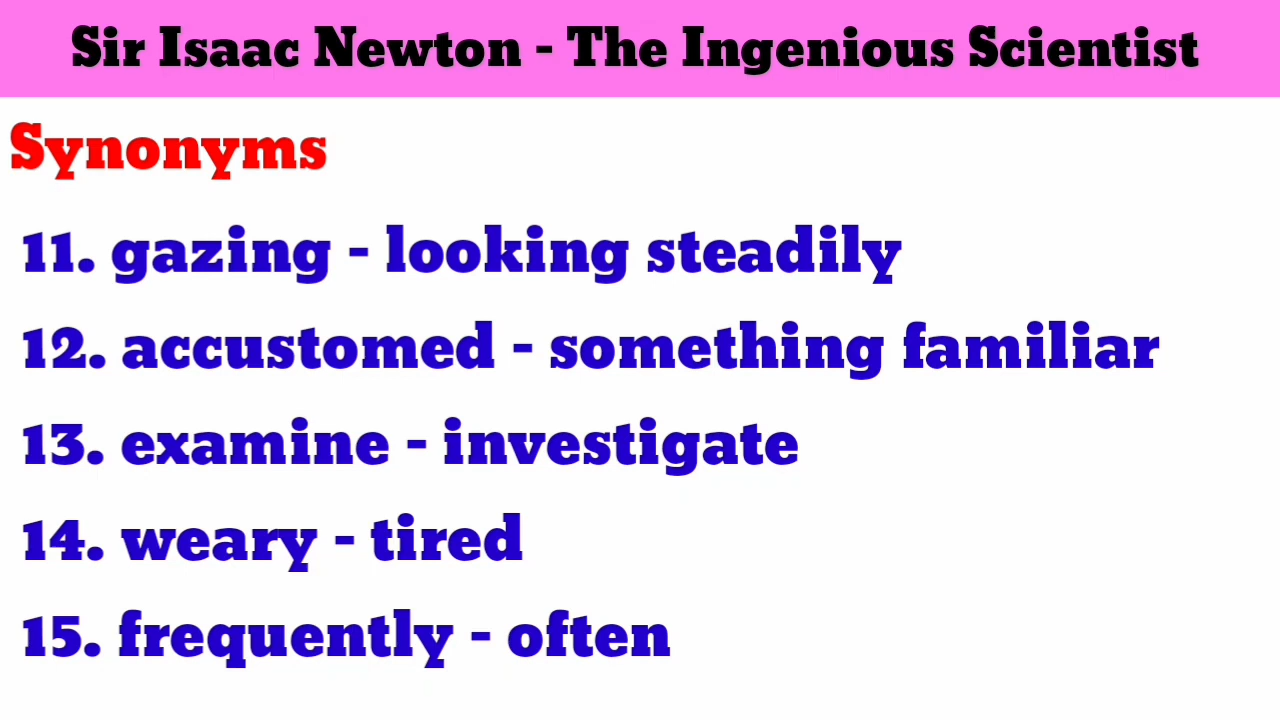 Sir Isaac Newton - The Ingenious Scientist
Synonyms
11. gazing - looking steadily
12. accustomed - something familiar
13. examine - investigate
14. weary - tired
15. frequently - often